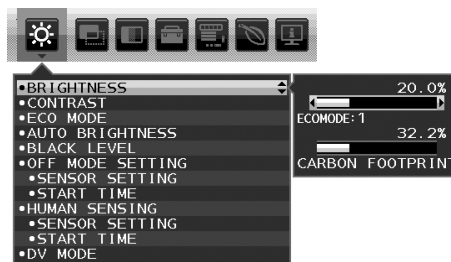 •BRIGHTNESS
•CONTRAST
•ECO MODE
•AUTO BRIGHTNESS
•BLACK LEVEL
•OFF MODE SETTING
•SENSOR SETTING
•START TIME
•HUMAN SENSING
•SENSOR SETTING
•START TIME
•DV MODE
20.0%
ECOMODE:1
32.2%
CARBON FOOTPRINT